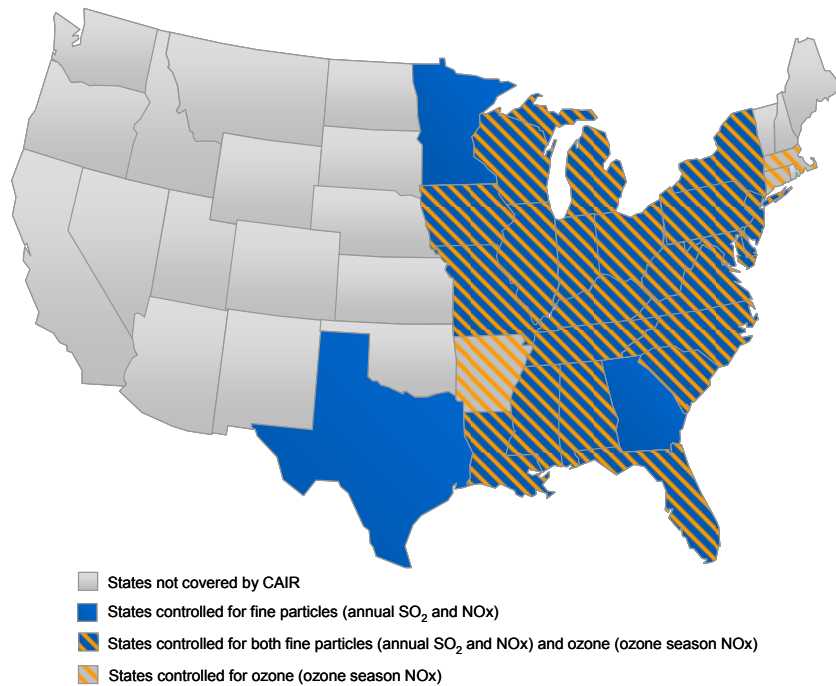 States not covered by CAIR
States controlled for fine particles (annual SO₂ and NOx)
States controlled for both fine particles (annual SO₂ and NOx) and ozone (ozone season NOx)
States controlled for ozone (ozone season NOx)